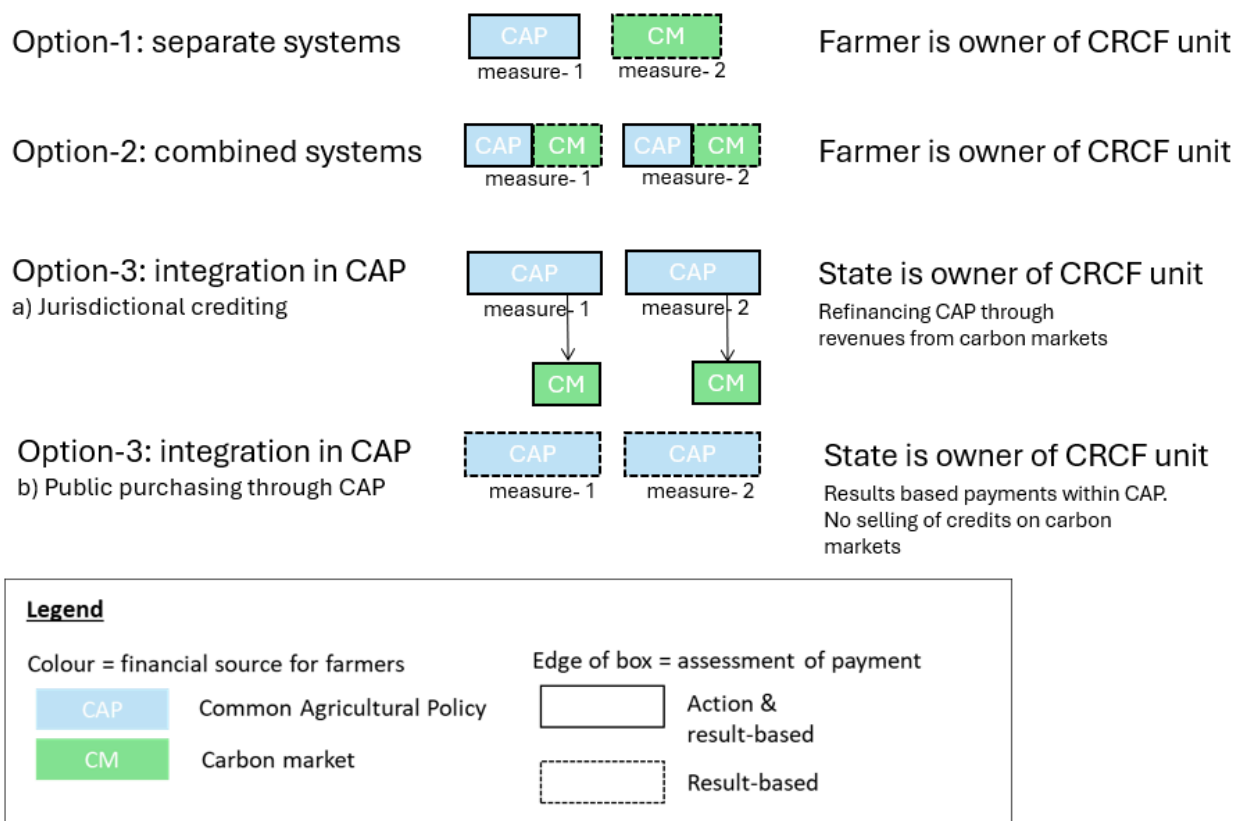 Option-1: separate systems
CAP
CM
measure- 1
measure- 2
Farmer is owner of CRCF unit
Option-2: combined systems
CAP
CM
CAP
CM
measure- 1
measure- 2
Farmer is owner of CRCF unit
Option-3: integration in CAP
a) Jurisdictional crediting
CAP
CAP
measure- 1
measure- 2
CM
CM
State is owner of CRCF unit
Refinancing CAP through
revenues from carbon markets
Option-3: integration in CAP
b) Public purchasing through CAP
CAP
CAP
measure- 1
measure- 2
State is owner of CRCF unit
Results based payments within CAP.
No selling of credits on carbon
markets
Legend
Colour = financial source for farmers
CAP
Common Agricultural Policy
CM
Carbon market
Edge of box = assessment of payment
Action &
result-based
Result-based